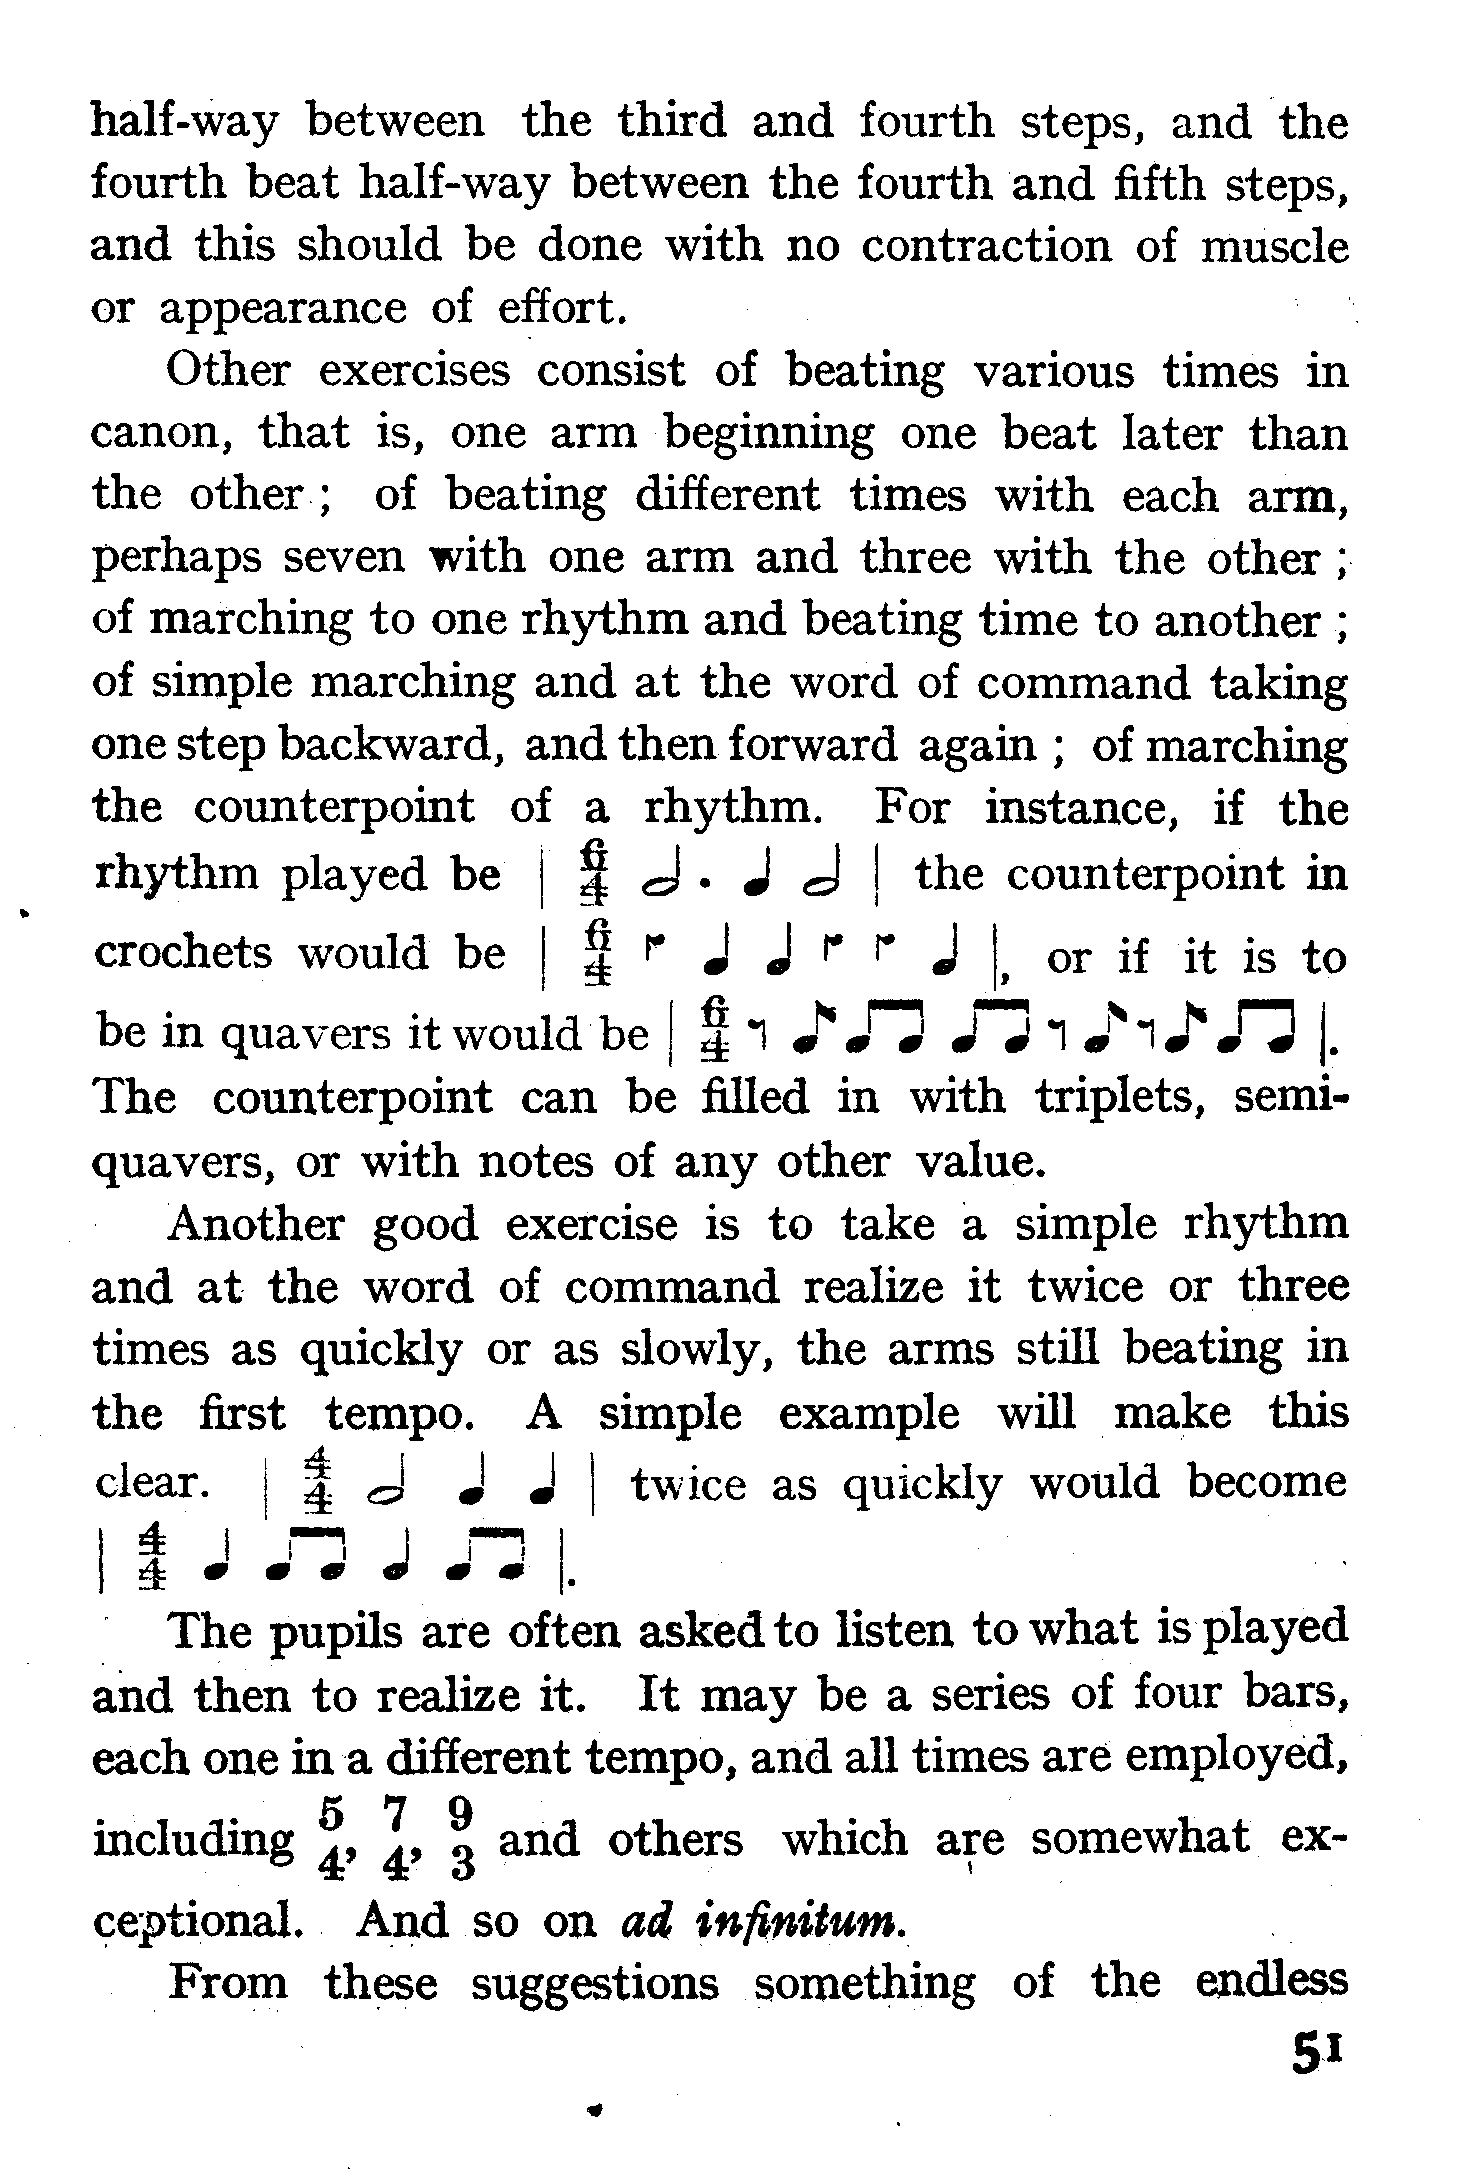 half-way between the third and fourth steps, and the
fourth beat half-way between the fourth and fifth steps,
and this should be done with no contraction of muscle
or appearance of effort.
Other exercises consist of beating various times in
canon, that is, one arm beginning one beat later than
the other ; of beating different times with each arm,
perhaps seven with one arm and three with the other ;
of marching to one rhythm and beating time to another ;
of simple marching and at the word of command taking
one step backward, and then forward again ; of marching
the counterpoint of a rhythm. For instance, if the
rhythm played be | 6/4 𝅗𝅥 . ♩ 𝅗𝅥 | the counterpoint in
crochets would be | 6/4 𝄽 ♩ ♩ 𝄽 𝄽 ♩ |, or if it is to
be in quavers it would be | 6/4 𝄾 ♪ ♫ ♫ 𝄾 ♪ 𝄾 ♪ ♫ |.
The counterpoint can be filled in with triplets, semi-
quavers, or with notes of any other value.
Another good exercise is to take a simple rhythm
and at the word of command realize it twice or three
times as quickly or as slowly, the arms still beating in
the first tempo. A simple example will make this
clear. | 4/4 𝅗𝅥 ♩ ♩ | twice as quickly would become
| 4/4 ♩ ♫ ♩ ♫ |.
The pupils are often asked to listen to what is played
and then to realize it. It may be a series of four bars,
each one in a different tempo, and all times are employed,
including 5/4, 7/4, 9/3 and others which are somewhat ex-
ceptional. And so on ad infinitum.
From these suggestions something of the endless
51